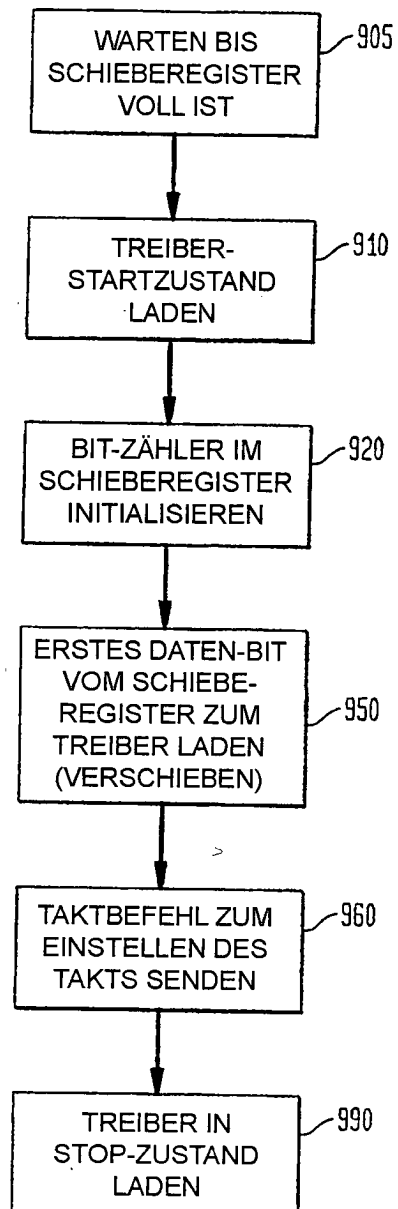 WARTEN BIS
SCHIEBEREGISTER
VOLL IST
905
TREIBER-
STARTZUSTAND
LADEN
910
BIT-ZÄHLER IM
SCHIEBEREGISTER
INITIALISIEREN
920
ERSTES DATEN-BIT
VOM SCHIEBE-
REGISTER ZUM
TREIBER LADEN
(VERSCHIEBEN)
950
TAKTBEFEHL ZUM
EINSTELLEN DES
TAKTS SENDEN
960
TREIBER IN
STOP-ZUSTAND
LADEN
990